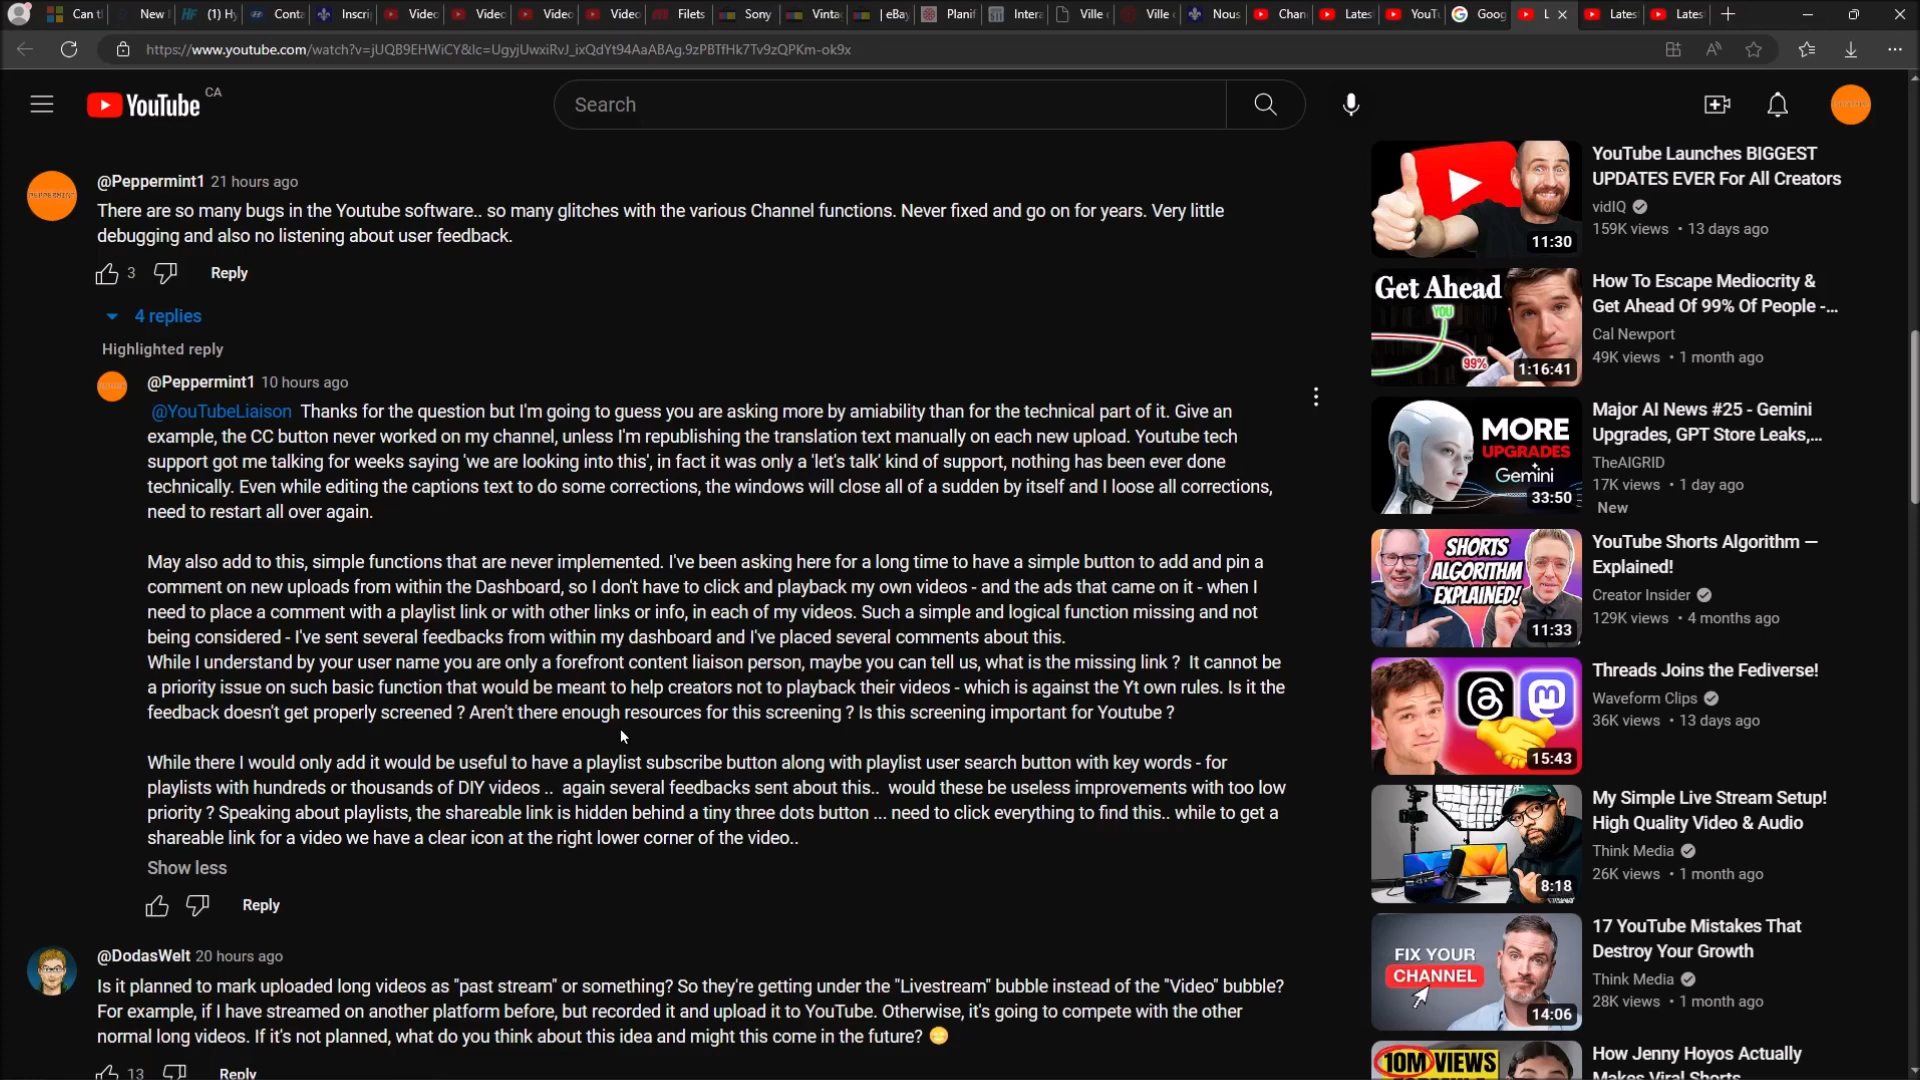 Can t
New
(1) Hy
Conta
Inscri
Videc
Videc
Videc
Videc
Filets
Sony
Vinta
| eBay
Planif
Intera
Ville
Ville
Nous
Chan
Lates
YouTu
Goog
L
Lates
Lates
https://www.youtube.com/watch?v=jUQB9EHWiCY&lc=UgyjUwxiRvJ_ixQdYt94AaABAg.9zPBTfHk7Tv9zQPKm-ok9x
YouTube CA
Search
@Peppermint1 21 hours ago
There are so many bugs in the Youtube software.. so many glitches with the various Channel functions. Never fixed and go on for years. Very little
debugging and also no listening about user feedback.
3 Reply
4 replies
Highlighted reply
@Peppermint1 10 hours ago
@YouTubeLiaison Thanks for the question but I'm going to guess you are asking more by amiability than for the technical part of it. Give an
example, the CC button never worked on my channel, unless I'm republishing the translation text manually on each new upload. Youtube tech
support got me talking for weeks saying 'we are looking into this', in fact it was only a 'let's talk' kind of support, nothing has been ever done
technically. Even while editing the captions text to do some corrections, the windows will close all of a sudden by itself and I loose all corrections,
need to restart all over again.
May also add to this, simple functions that are never implemented. I've been asking here for a long time to have a simple button to add and pin a
comment on new uploads from within the Dashboard, so I don't have to click and playback my own videos - and the ads that came on it - when I
need to place a comment with a playlist link or with other links or info, in each of my videos. Such a simple and logical function missing and not
being considered - I've sent several feedbacks from within my dashboard and I've placed several comments about this.
While I understand by your user name you are only a forefront content liaison person, maybe you can tell us, what is the missing link ? It cannot be
a priority issue on such basic function that would be meant to help creators not to playback their videos - which is against the Yt own rules. Is it the
feedback doesn't get properly screened ? Aren't there enough resources for this screening ? Is this screening important for Youtube ?
While there I would only add it would be useful to have a playlist subscribe button along with playlist user search button with key words - for
playlists with hundreds or thousands of DIY videos .. again several feedbacks sent about this.. would these be useless improvements with too low
priority ? Speaking about playlists, the shareable link is hidden behind a tiny three dots button ... need to click everything to find this.. while to get a
shareable link for a video we have a clear icon at the right lower corner of the video..
Show less
Reply
@DodasWelt 20 hours ago
Is it planned to mark uploaded long videos as "past stream" or something? So they're getting under the "Livestream" bubble instead of the "Video" bubble?
For example, if I have streamed on another platform before, but recorded it and upload it to YouTube. Otherwise, it's going to compete with the other
normal long videos. If it's not planned, what do you think about this idea and might this come in the future? 😁
13 Reply
11:30
YouTube Launches BIGGEST
UPDATES EVER For All Creators
vidIQ
159K views • 13 days ago
Get Ahead
YOU
99%
1:16:41
How To Escape Mediocrity &
Get Ahead Of 99% Of People -...
Cal Newport
49K views • 1 month ago
MORE
UPGRADES
Gemini
33:50
Major AI News #25 - Gemini
Upgrades, GPT Store Leaks,...
TheAIGRID
17K views • 1 day ago
New
SHORTS
ALGORITHM
EXPLAINED!
11:33
YouTube Shorts Algorithm —
Explained!
Creator Insider
129K views • 4 months ago
15:43
Threads Joins the Fediverse!
Waveform Clips
36K views • 13 days ago
8:18
My Simple Live Stream Setup!
High Quality Video & Audio
Think Media
26K views • 1 month ago
FIX YOUR
CHANNEL
14:06
17 YouTube Mistakes That
Destroy Your Growth
Think Media
28K views • 1 month ago
10M VIEWS
How Jenny Hoyos Actually
Makes Viral Shorts